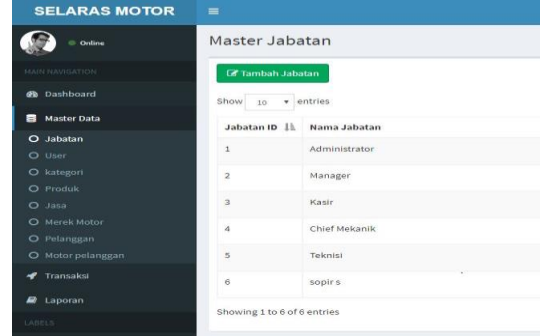 SELARAS MOTOR
Online
MAIN NAVIGATION
Dashboard
Master Data
Jabatan
User
kategori
Produk
Jasa
Merek Motor
Pelanggan
Motor pelanggan
Transaksi
Laporan
LABELS
Master Jabatan
Tambah Jabatan
Show 10 entries
Jabatan ID Nama Jabatan
1 Administrator
2 Manager
3 Kasir
4 Chief Mekanik
5 Teknisi
6 sopir s
Showing 1 to 6 of 6 entries